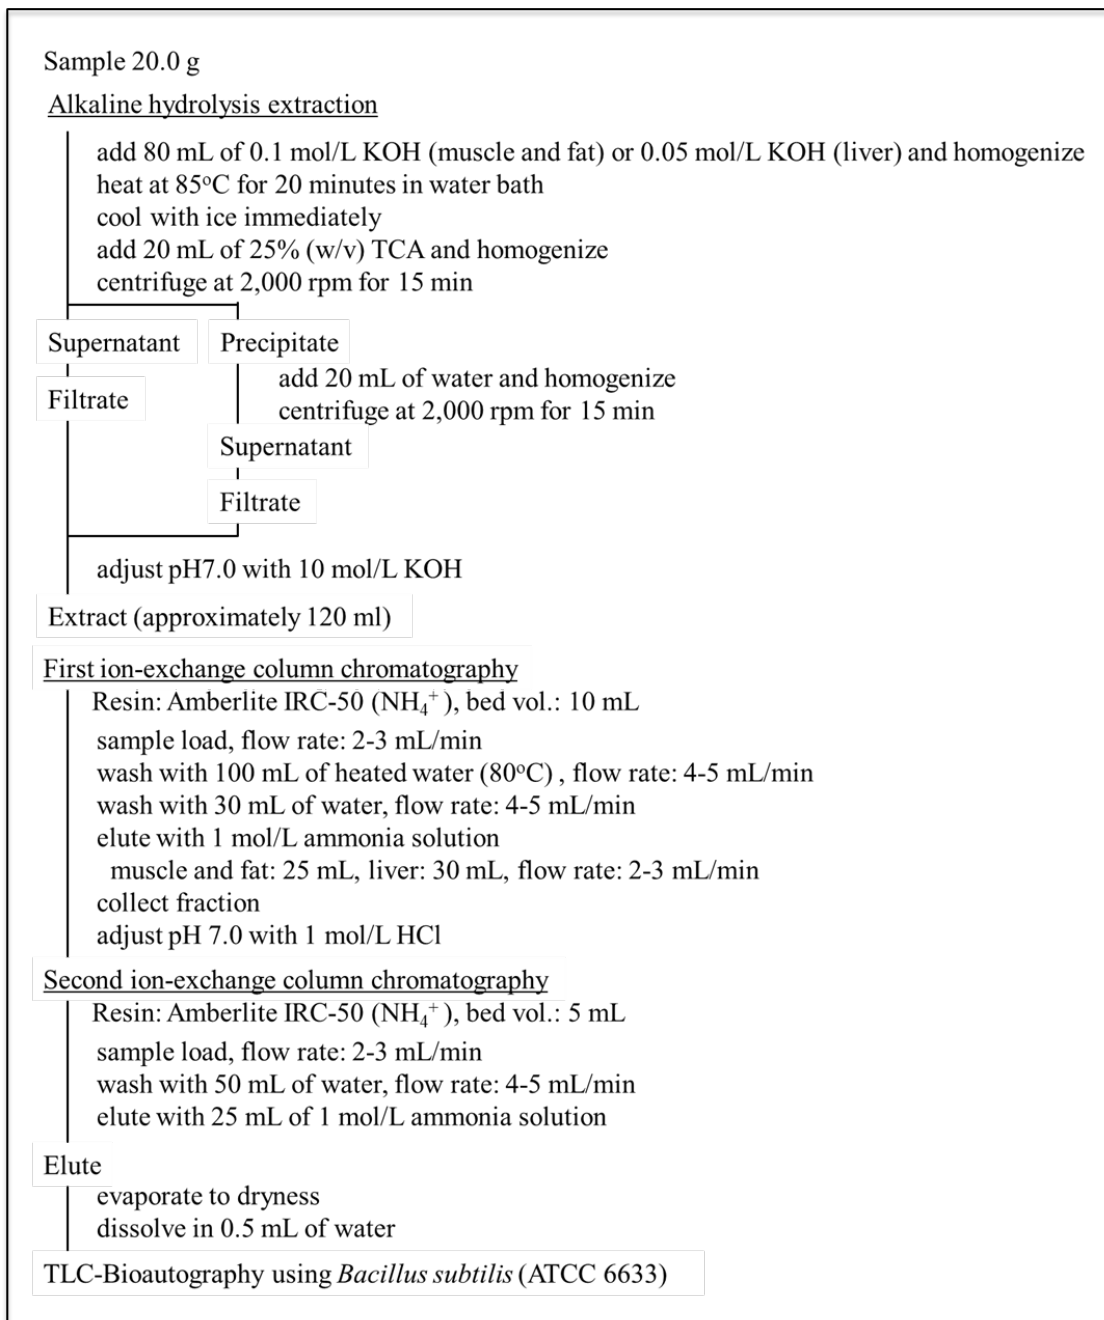 Sample 20.0 g
Alkaline hydrolysis extraction
add 80 mL of 0.1 mol/L KOH (muscle and fat) or 0.05 mol/L KOH (liver) and homogenize
heat at 85°C for 20 minutes in water bath
cool with ice immediately
add 20 mL of 25% (w/v) TCA and homogenize
centrifuge at 2,000 rpm for 15 min
Supernatant
Precipitate
add 20 mL of water and homogenize
Filtrate
centrifuge at 2,000 rpm for 15 min
Supernatant
Filtrate
adjust pH7.0 with 10 mol/L KOH
Extract (approximately 120 ml)
First ion-exchange column chromatography
Resin: Amberlite IRC-50 (NH₄⁺), bed vol.: 10 mL
sample load, flow rate: 2-3 mL/min
wash with 100 mL of heated water (80°C) , flow rate: 4-5 mL/min
wash with 30 mL of water, flow rate: 4-5 mL/min
elute with 1 mol/L ammonia solution
muscle and fat: 25 mL, liver: 30 mL, flow rate: 2-3 mL/min
collect fraction
adjust pH 7.0 with 1 mol/L HCl
Second ion-exchange column chromatography
Resin: Amberlite IRC-50 (NH₄⁺), bed vol.: 5 mL
sample load, flow rate: 2-3 mL/min
wash with 50 mL of water, flow rate: 4-5 mL/min
elute with 25 mL of 1 mol/L ammonia solution
Elute
evaporate to dryness
dissolve in 0.5 mL of water
TLC-Bioautography using Bacillus subtilis (ATCC 6633)